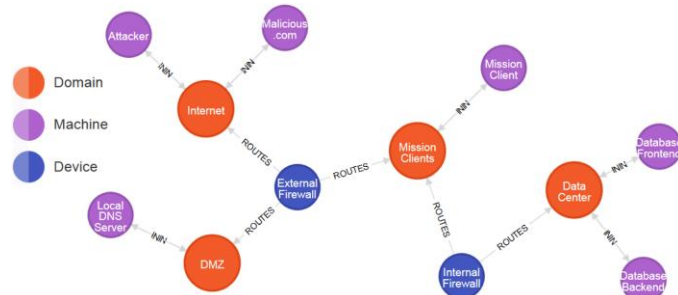 Attacker
Malicious
.com
ININ
ININ
Mission
Client
Domain
Internet
ININ
Machine
Mission
Clients
Database
Frontend
ROUTES
ININ
Device
External
Firewall
ROUTES
Data
Center
Local
DNS
Server
ROUTES
ROUTES
ININ
ININ
ROUTES
DMZ
Internal
Firewall
Database
Backend